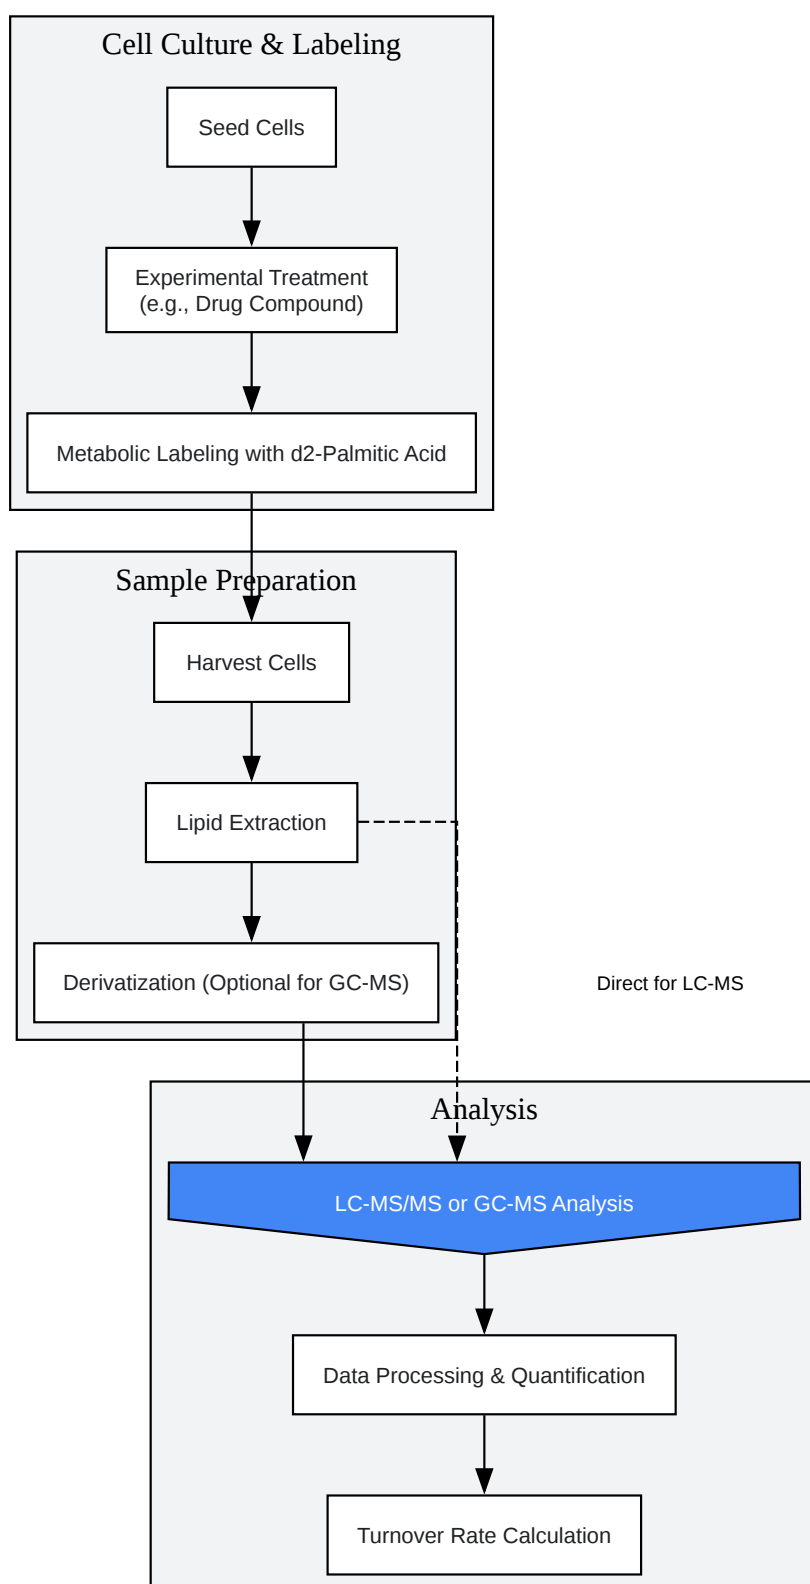 Cell Culture & Labeling
Seed Cells
Experimental Treatment
(e.g., Drug Compound)
Metabolic Labeling with d2-Palmitic Acid
Sample Preparation
Harvest Cells
Lipid Extraction
Derivatization (Optional for GC-MS)
Direct for LC-MS
Analysis
LC-MS/MS or GC-MS Analysis
Data Processing & Quantification
Turnover Rate Calculation